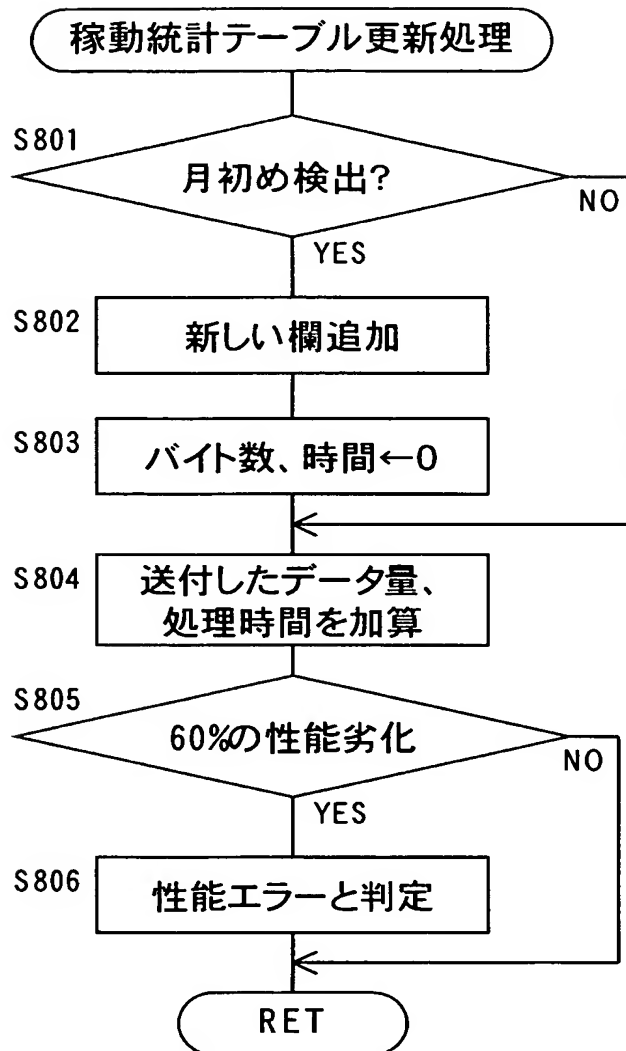 稼動統計テーブル更新処理
S801
月初め検出?
NO
YES
S802
新しい欄追加
S803
バイト数、時間←0
S804
送付したデータ量、
処理時間を加算
S805
60%の性能劣化
NO
YES
S806
性能エラーと判定
RET